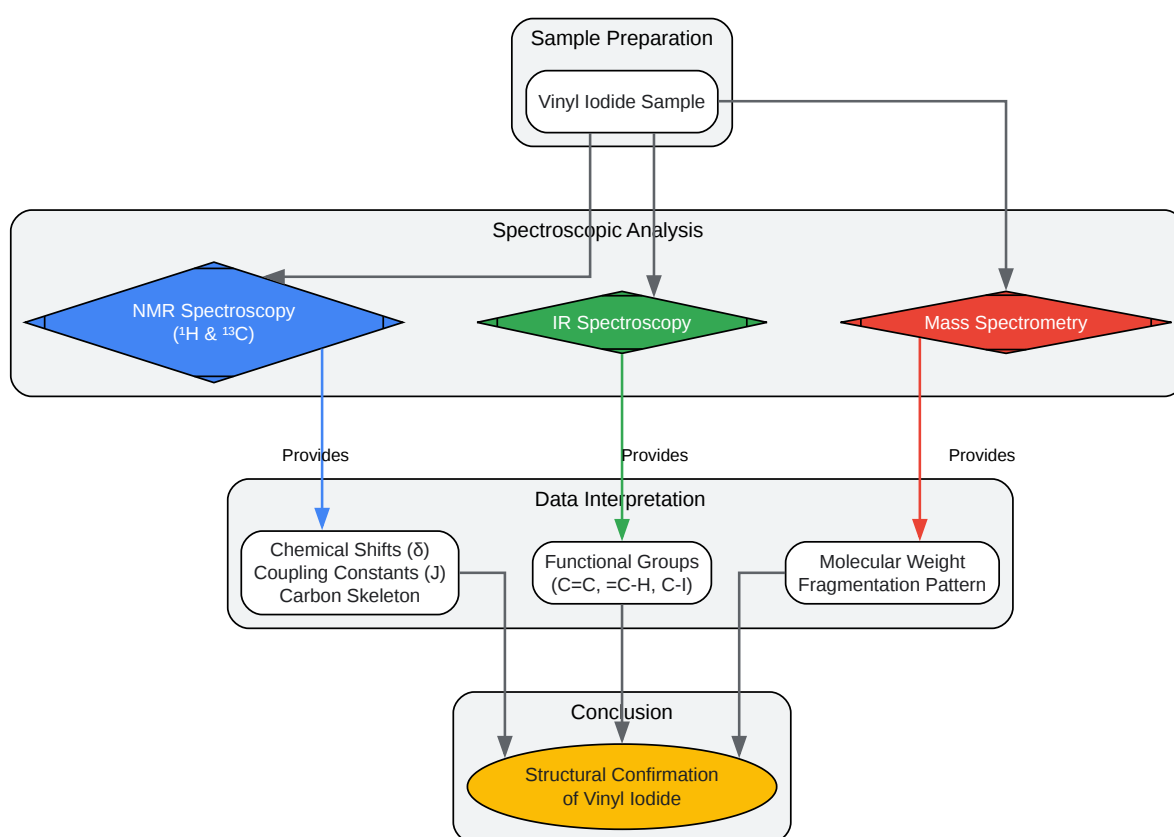 Sample Preparation
Vinyl Iodide Sample
Spectroscopic Analysis
NMR Spectroscopy
(¹H & ¹³C)
IR Spectroscopy
Mass Spectrometry
Provides
Provides
Provides
Data Interpretation
Chemical Shifts (δ)
Coupling Constants (J)
Carbon Skeleton
Functional Groups
(C=C, =C-H, C-I)
Molecular Weight
Fragmentation Pattern
Conclusion
Structural Confirmation
of Vinyl Iodide